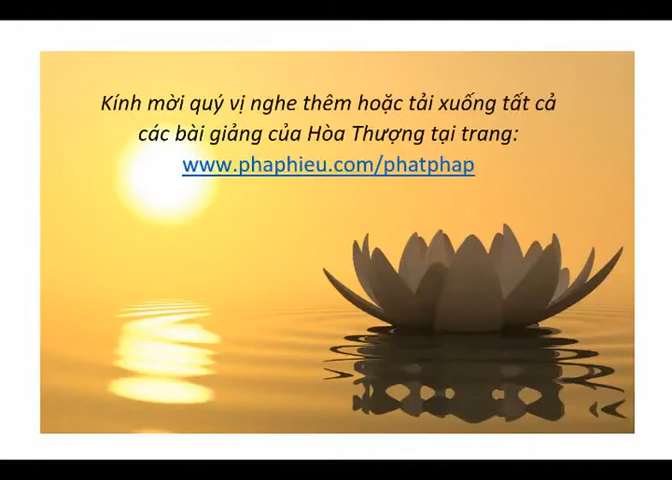 Kính mời quý vị nghe thêm hoặc tải xuống tất cả
các bài giảng của Hòa Thượng tại trang:
www.phaphieu.com/phatphap